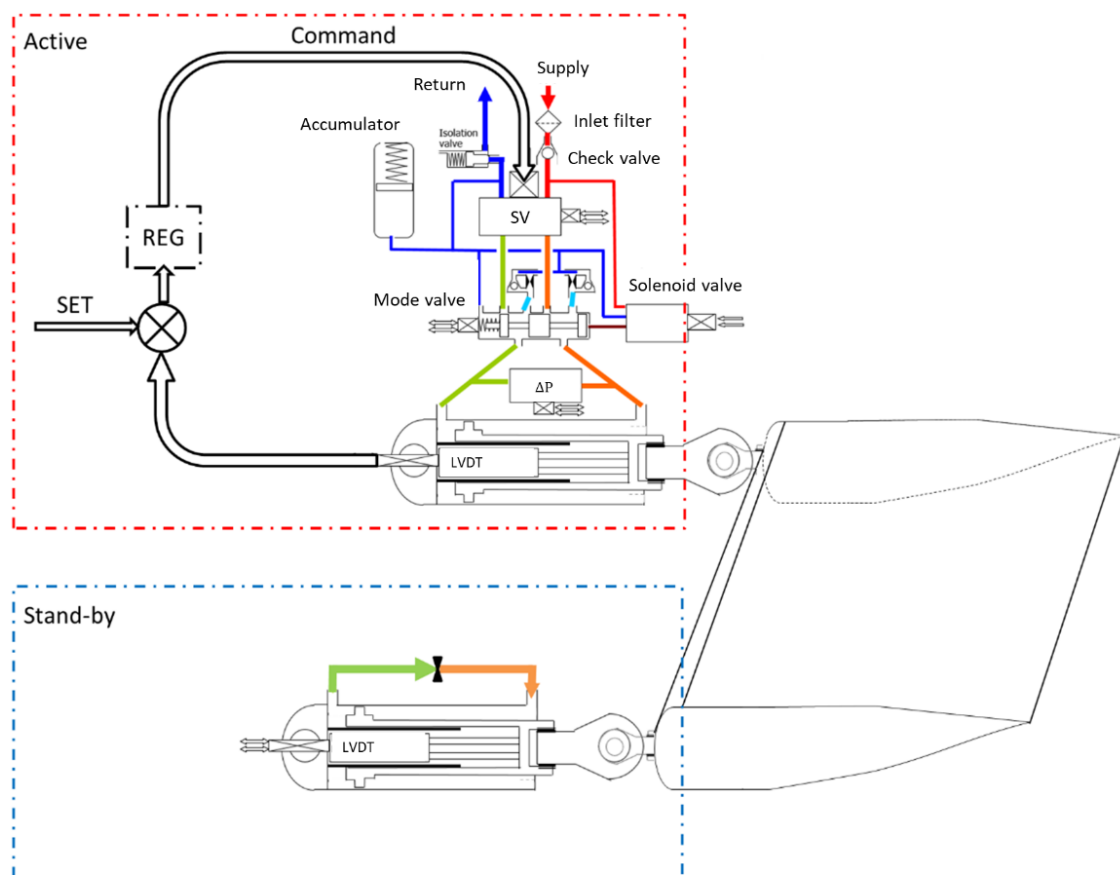 Active
Command
Supply
Return
Inlet filter
Accumulator
Isolation
valve
Check valve
SV
REG
Solenoid valve
SET
Mode valve
ΔP
LVDT
Stand-by
LVDT